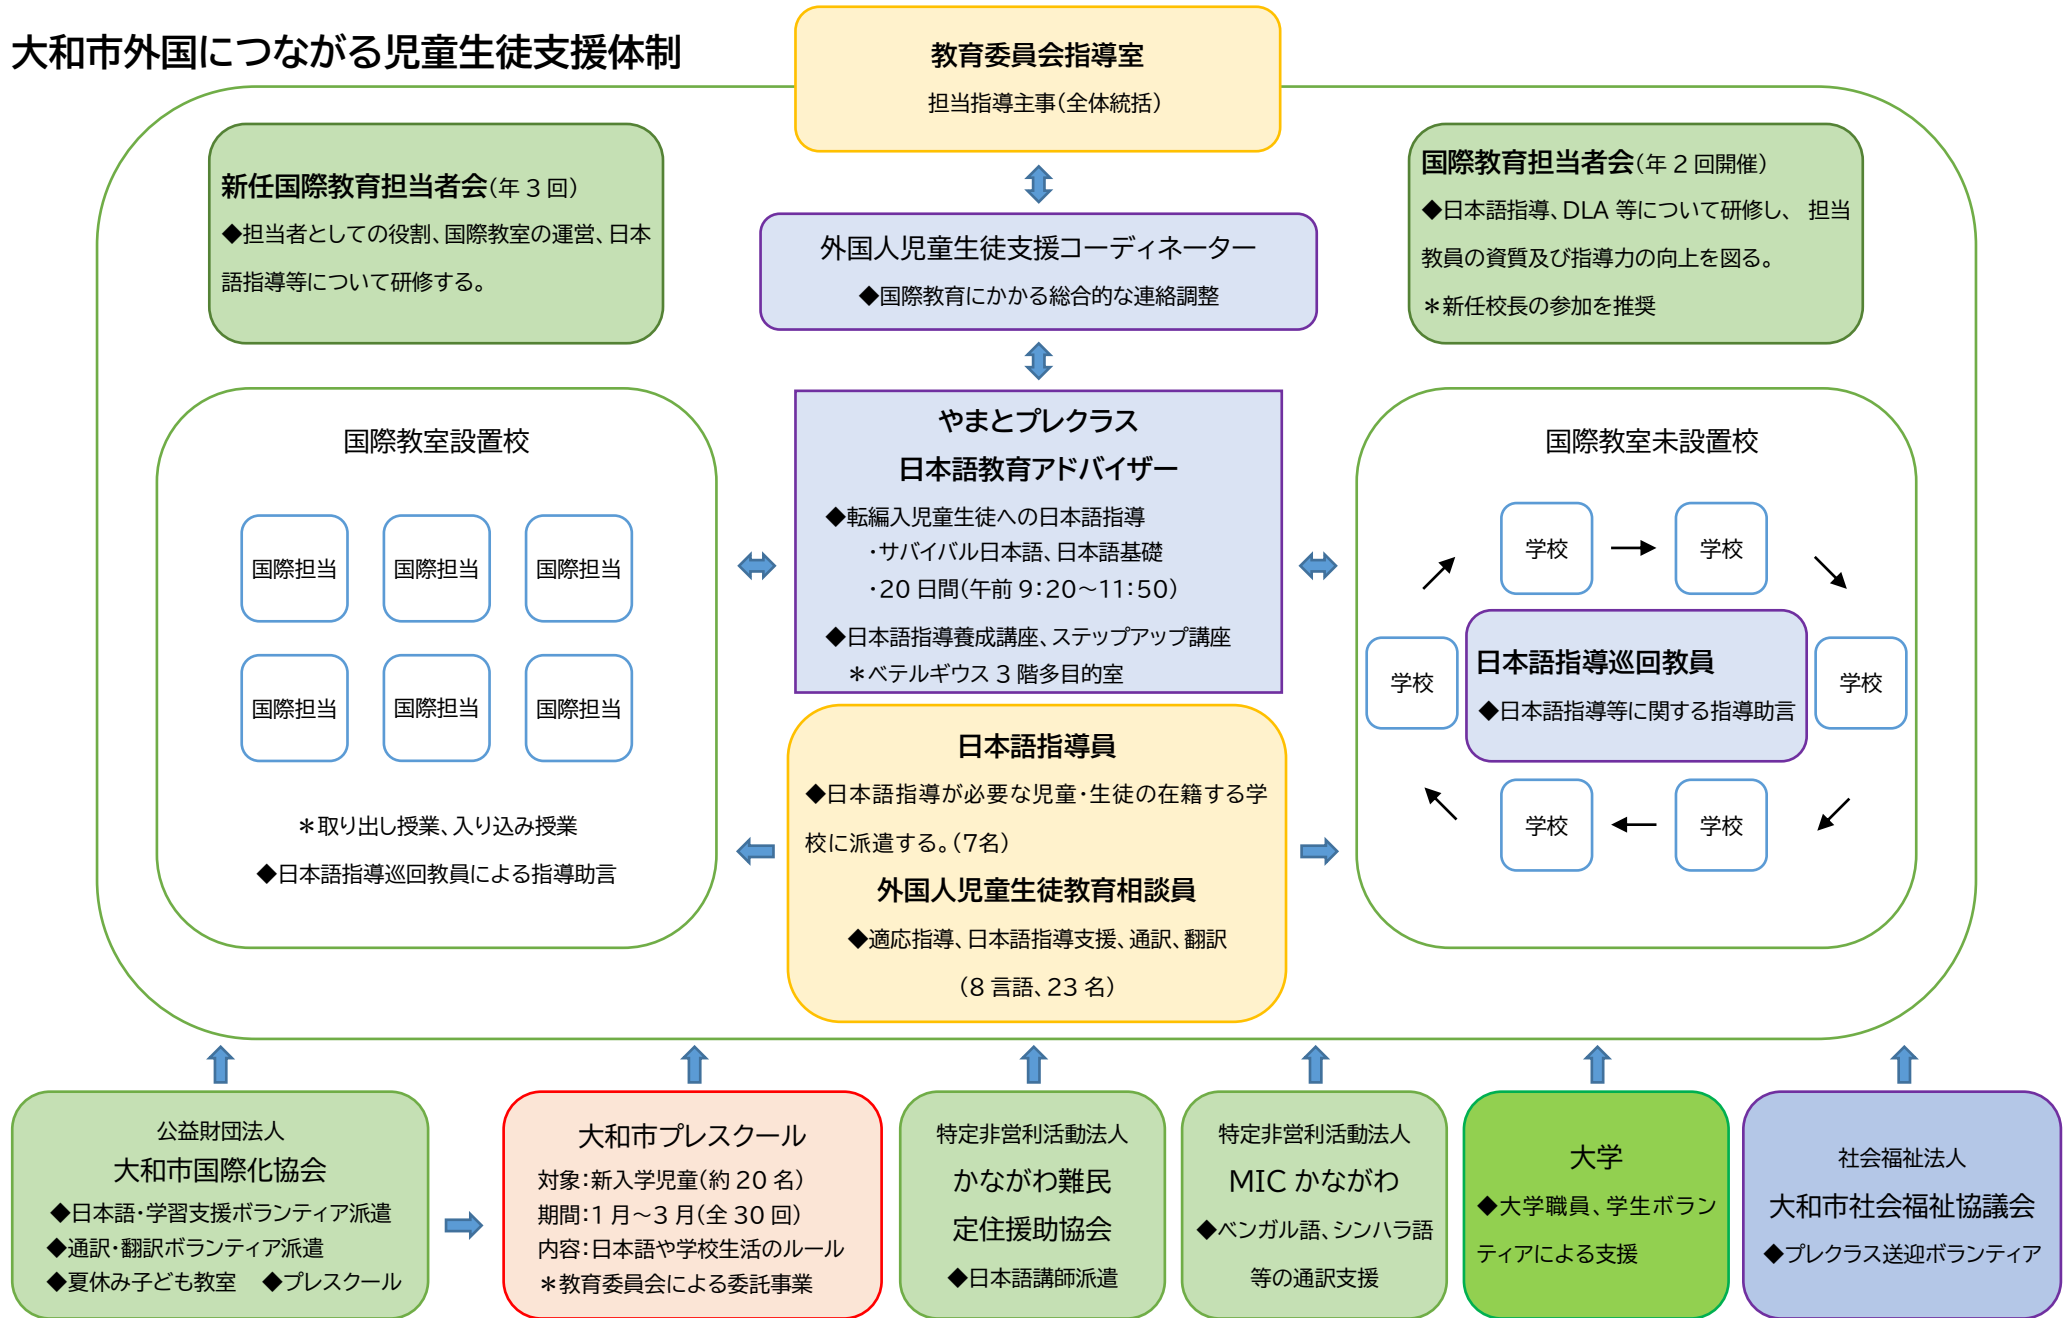 大和市外国につながる児童生徒支援体制
教育委員会指導室
担当指導主事(全体統括)
新任国際教育担当者会(年 3 回)
◆担当者としての役割、国際教室の運営、日本
語指導等について研修する。
外国人児童生徒支援コーディネーター
◆国際教育にかかる総合的な連絡調整
国際教育担当者会(年 2 回開催)
◆日本語指導、DLA 等について研修し、 担当
教員の資質及び指導力の向上を図る。
＊新任校長の参加を推奨
国際教室設置校
国際担当
国際担当
国際担当
国際担当
国際担当
国際担当
＊取り出し授業、入り込み授業
◆日本語指導巡回教員による指導助言
やまとプレクラス
日本語教育アドバイザー
◆転編入児童生徒への日本語指導
・サバイバル日本語、日本語基礎
・20 日間(午前 9：20～11：50)
◆日本語指導養成講座、ステップアップ講座
＊ベテルギウス 3 階多目的室
日本語指導員
◆日本語指導が必要な児童・生徒の在籍する学
校に派遣する。(7名)
外国人児童生徒教育相談員
◆適応指導、日本語指導支援、通訳、翻訳
(8 言語、23 名)
国際教室未設置校
学校
学校
学校
日本語指導巡回教員
◆日本語指導等に関する指導助言
学校
学校
学校
公益財団法人
大和市国際化協会
◆日本語・学習支援ボランティア派遣
◆通訳・翻訳ボランティア派遣
◆夏休み子ども教室 ◆プレスクール
大和市プレスクール
対象：新入学児童(約 20 名)
期間：1 月～3 月(全 30 回)
内容：日本語や学校生活のルール
＊教育委員会による委託事業
特定非営利活動法人
かながわ難民
定住援助協会
◆日本語講師派遣
特定非営利活動法人
MIC かながわ
◆ベンガル語、シンハラ語
等の通訳支援
大学
◆大学職員、学生ボラン
ティアによる支援
社会福祉法人
大和市社会福祉協議会
◆プレクラス送迎ボランティア